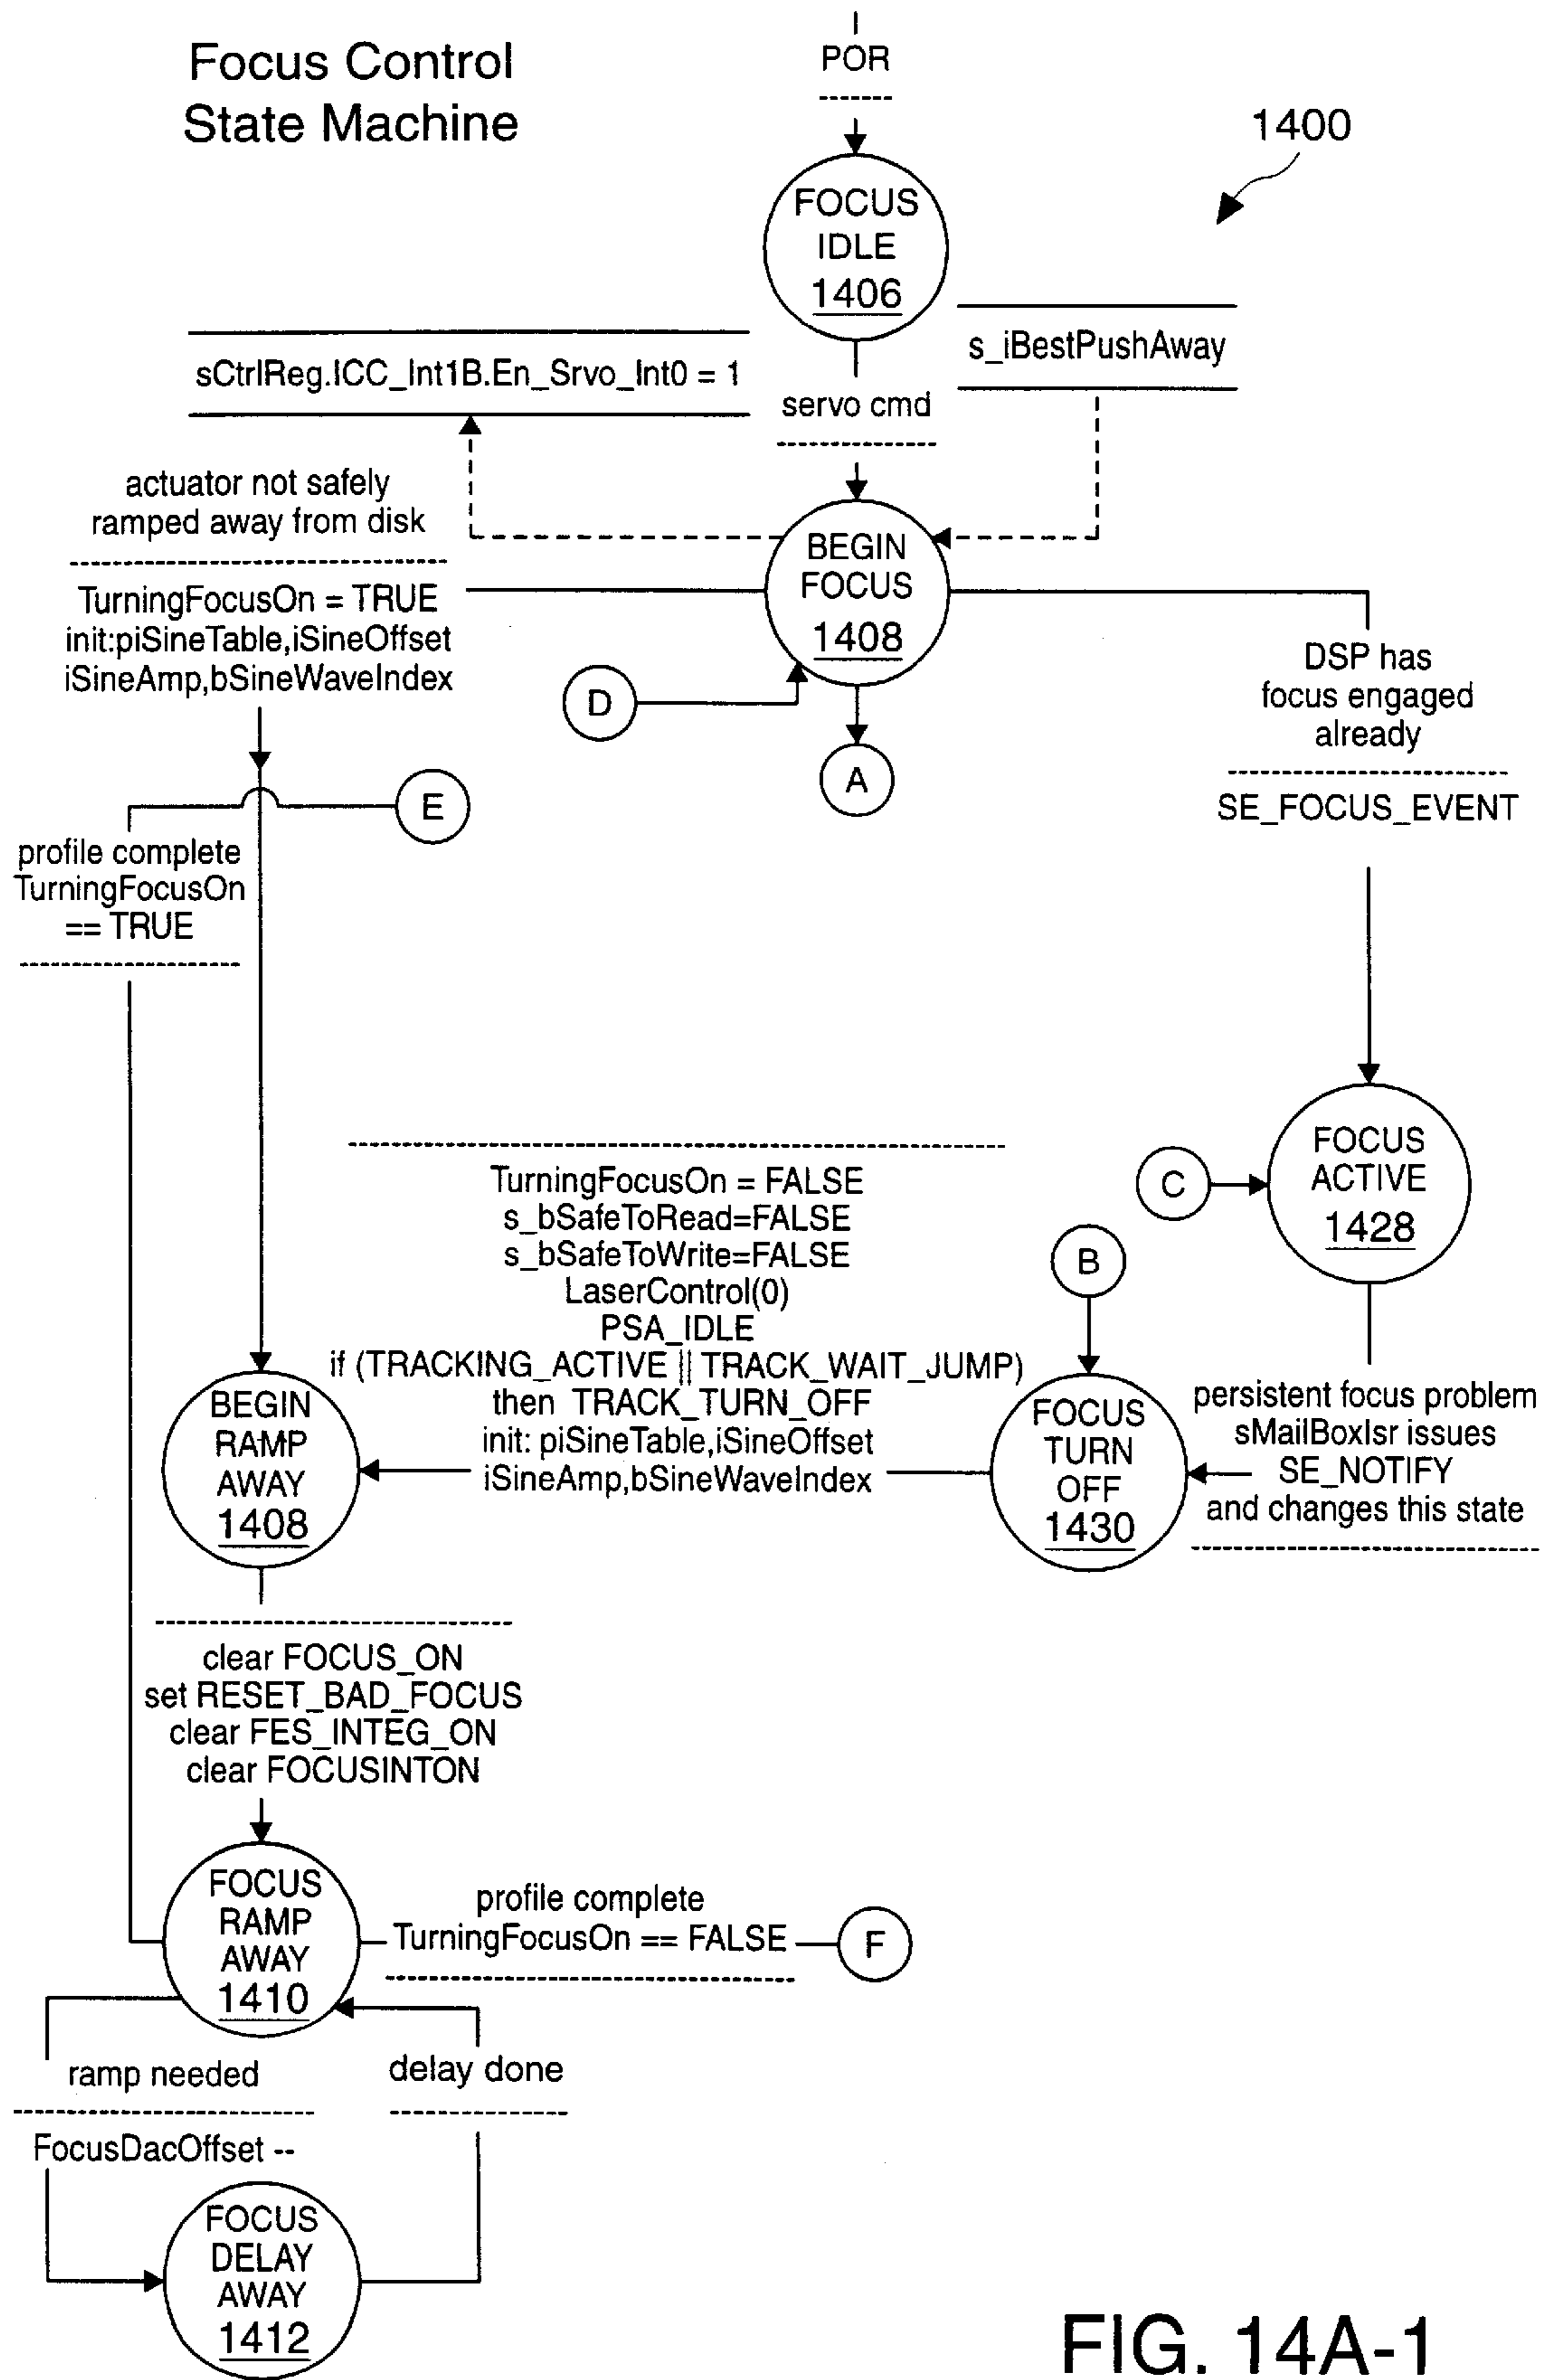 Focus Control
State Machine
POR
1400
FOCUS
IDLE
1406
sCtrlReg.ICC_Int1B.En_Srvo_Int0 = 1
s_iBestPushAway
servo cmd
actuator not safely
ramped away from disk
TurningFocusOn = TRUE
init:piSineTable,iSineOffset
iSineAmp,bSineWaveIndex
BEGIN
FOCUS
1408
D
A
DSP has
focus engaged
already
SE_FOCUS_EVENT
E
profile complete
TurningFocusOn
== TRUE
TurningFocusOn = FALSE
s_bSafeToRead=FALSE
s_bSafeToWrite=FALSE
LaserControl(0)
PSA_IDLE
if (TRACKING_ACTIVE || TRACK_WAIT_JUMP)
then TRACK_TURN_OFF
init: piSineTable,iSineOffset
iSineAmp,bSineWaveIndex
C
FOCUS
ACTIVE
1428
B
BEGIN
RAMP
AWAY
1408
FOCUS
TURN
OFF
1430
persistent focus problem
sMailBoxIsr issues
SE_NOTIFY
and changes this state
clear FOCUS_ON
set RESET_BAD_FOCUS
clear FES_INTEG_ON
clear FOCUSINTON
FOCUS
RAMP
AWAY
1410
profile complete
TurningFocusOn == FALSE
F
ramp needed
delay done
FocusDacOffset --
FOCUS
DELAY
AWAY
1412
FIG. 14A-1